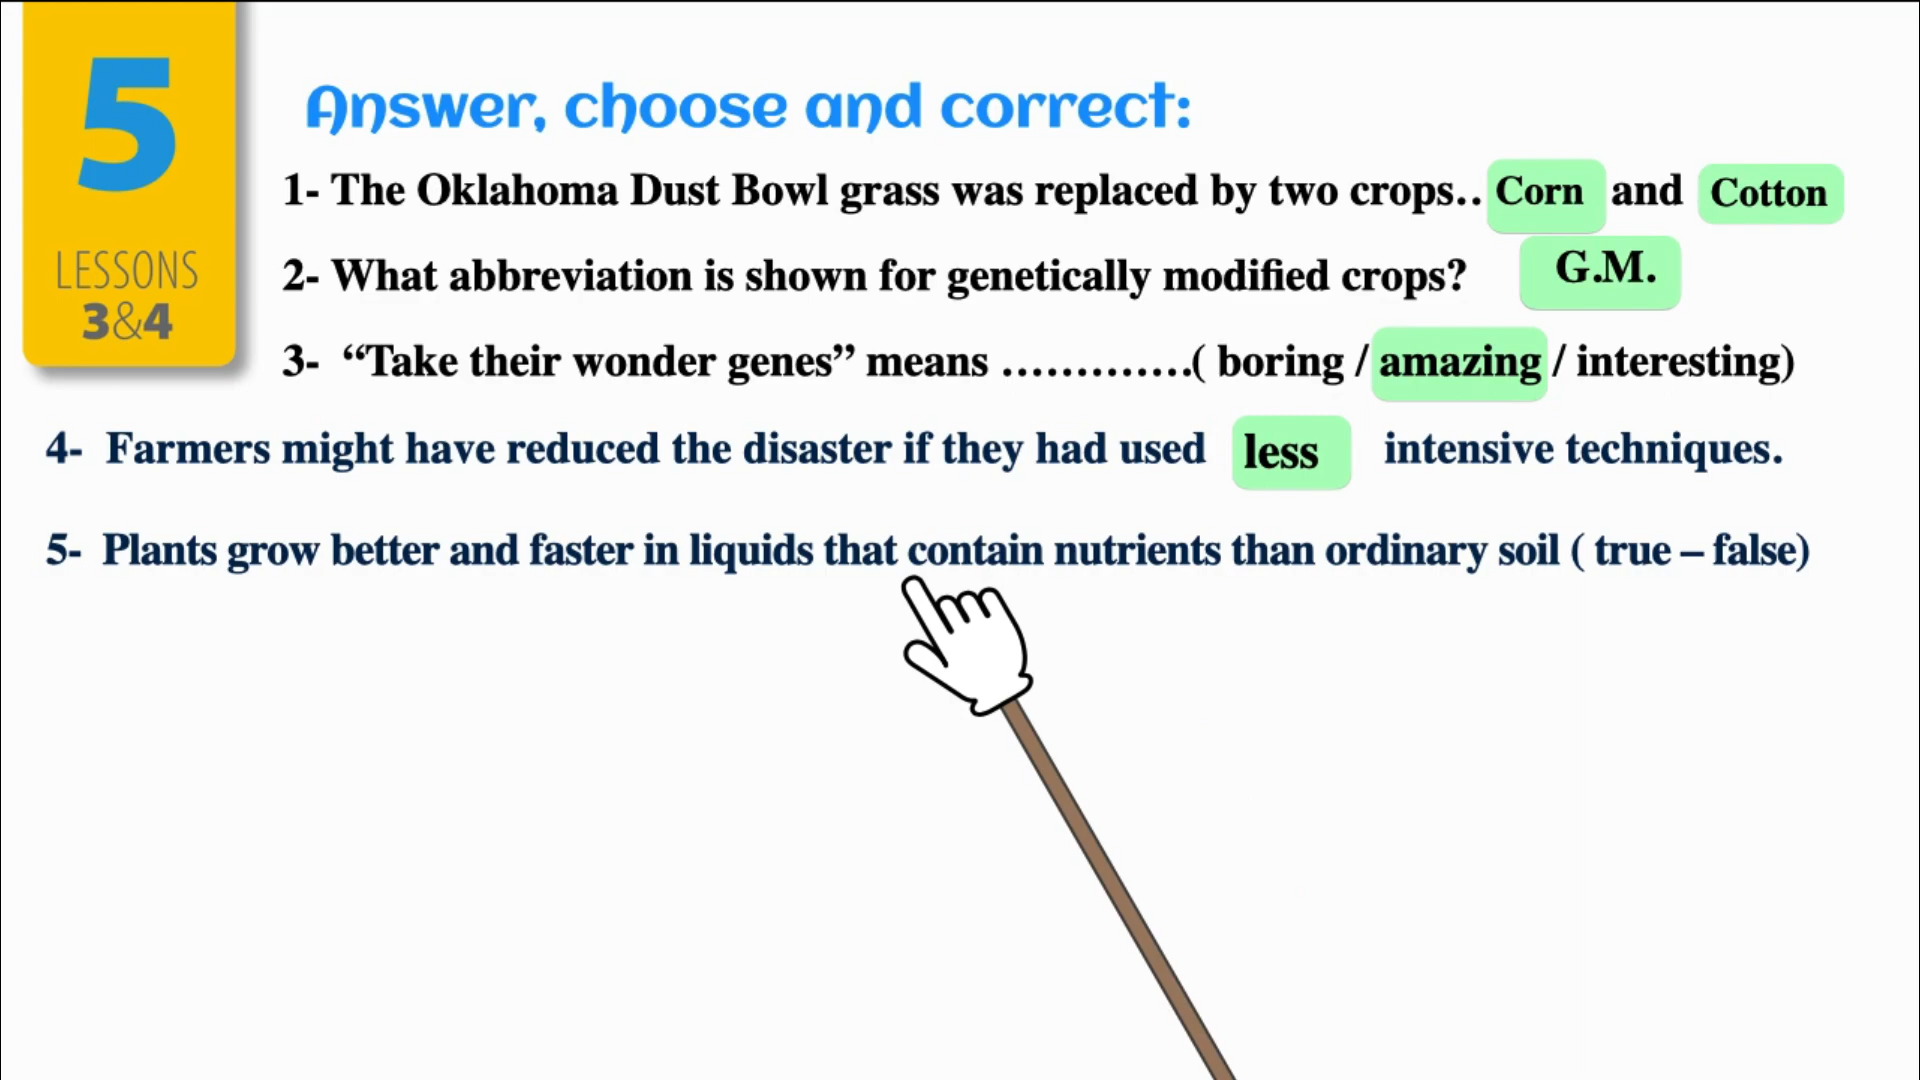 5
LESSONS
3&4
Answer, choose and correct:
1- The Oklahoma Dust Bowl grass was replaced by two crops.. Corn and Cotton
2- What abbreviation is shown for genetically modified crops? G.M.
3- “Take their wonder genes” means .............( boring / amazing / interesting)
4- Farmers might have reduced the disaster if they had used less intensive techniques.
5- Plants grow better and faster in liquids that contain nutrients than ordinary soil ( true – false)